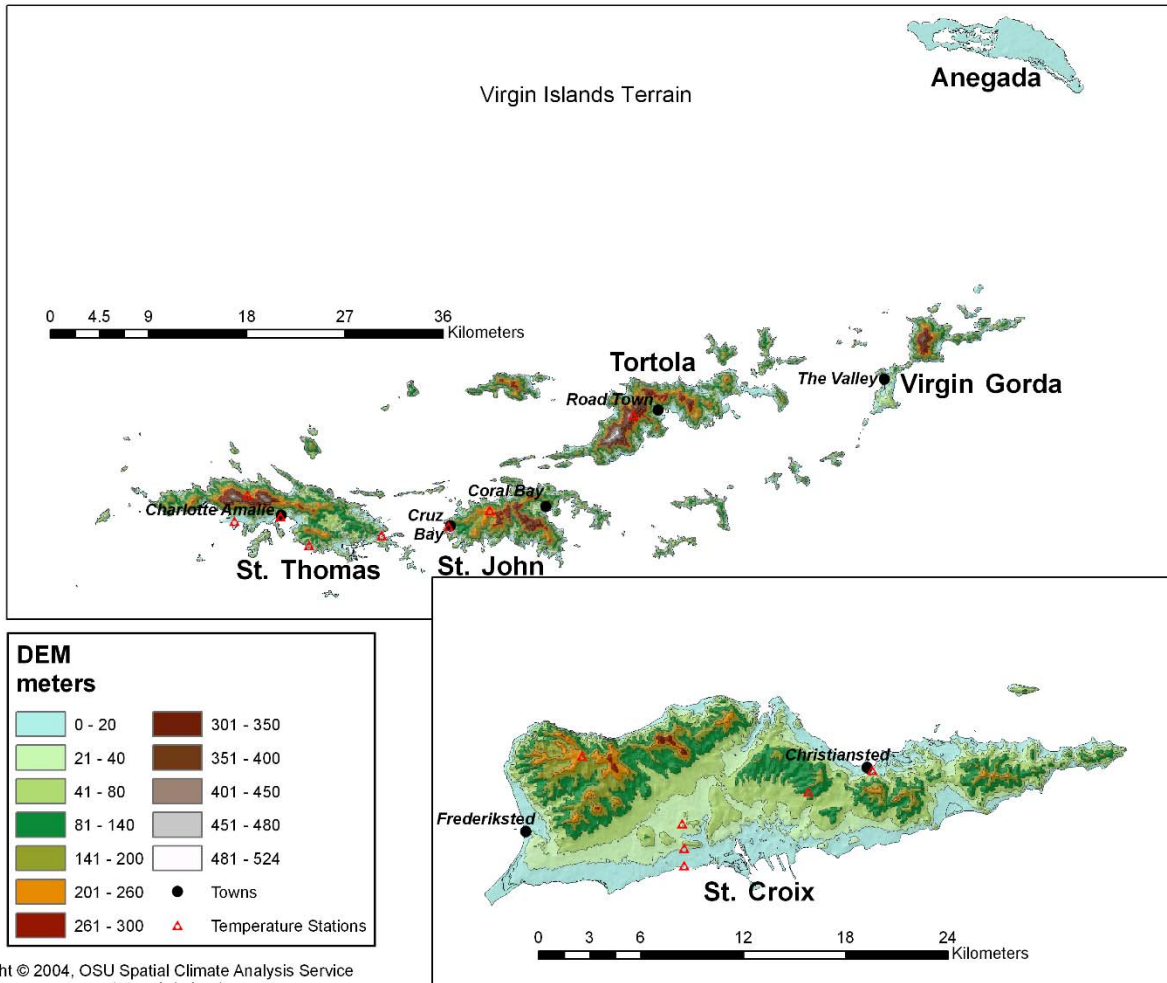 Anegada
Virgin Islands Terrain
0 4.5 9 18 27 36
Kilometers
Tortola
The Valley
Virgin Gorda
Road Town
Coral Bay
Charlotte Amalie
Cruz
Bay
St. Thomas
St. John
DEM
meters
0 - 20
21 - 40
41 - 80
81 - 140
141 - 200
201 - 260
261 - 300
301 - 350
351 - 400
401 - 450
451 - 480
481 - 524
Towns
Temperature Stations
Christiansted
Frederiksted
St. Croix
0 3 6 12 18 24
Kilometers
ht © 2004, OSU Spatial Climate Analysis Service